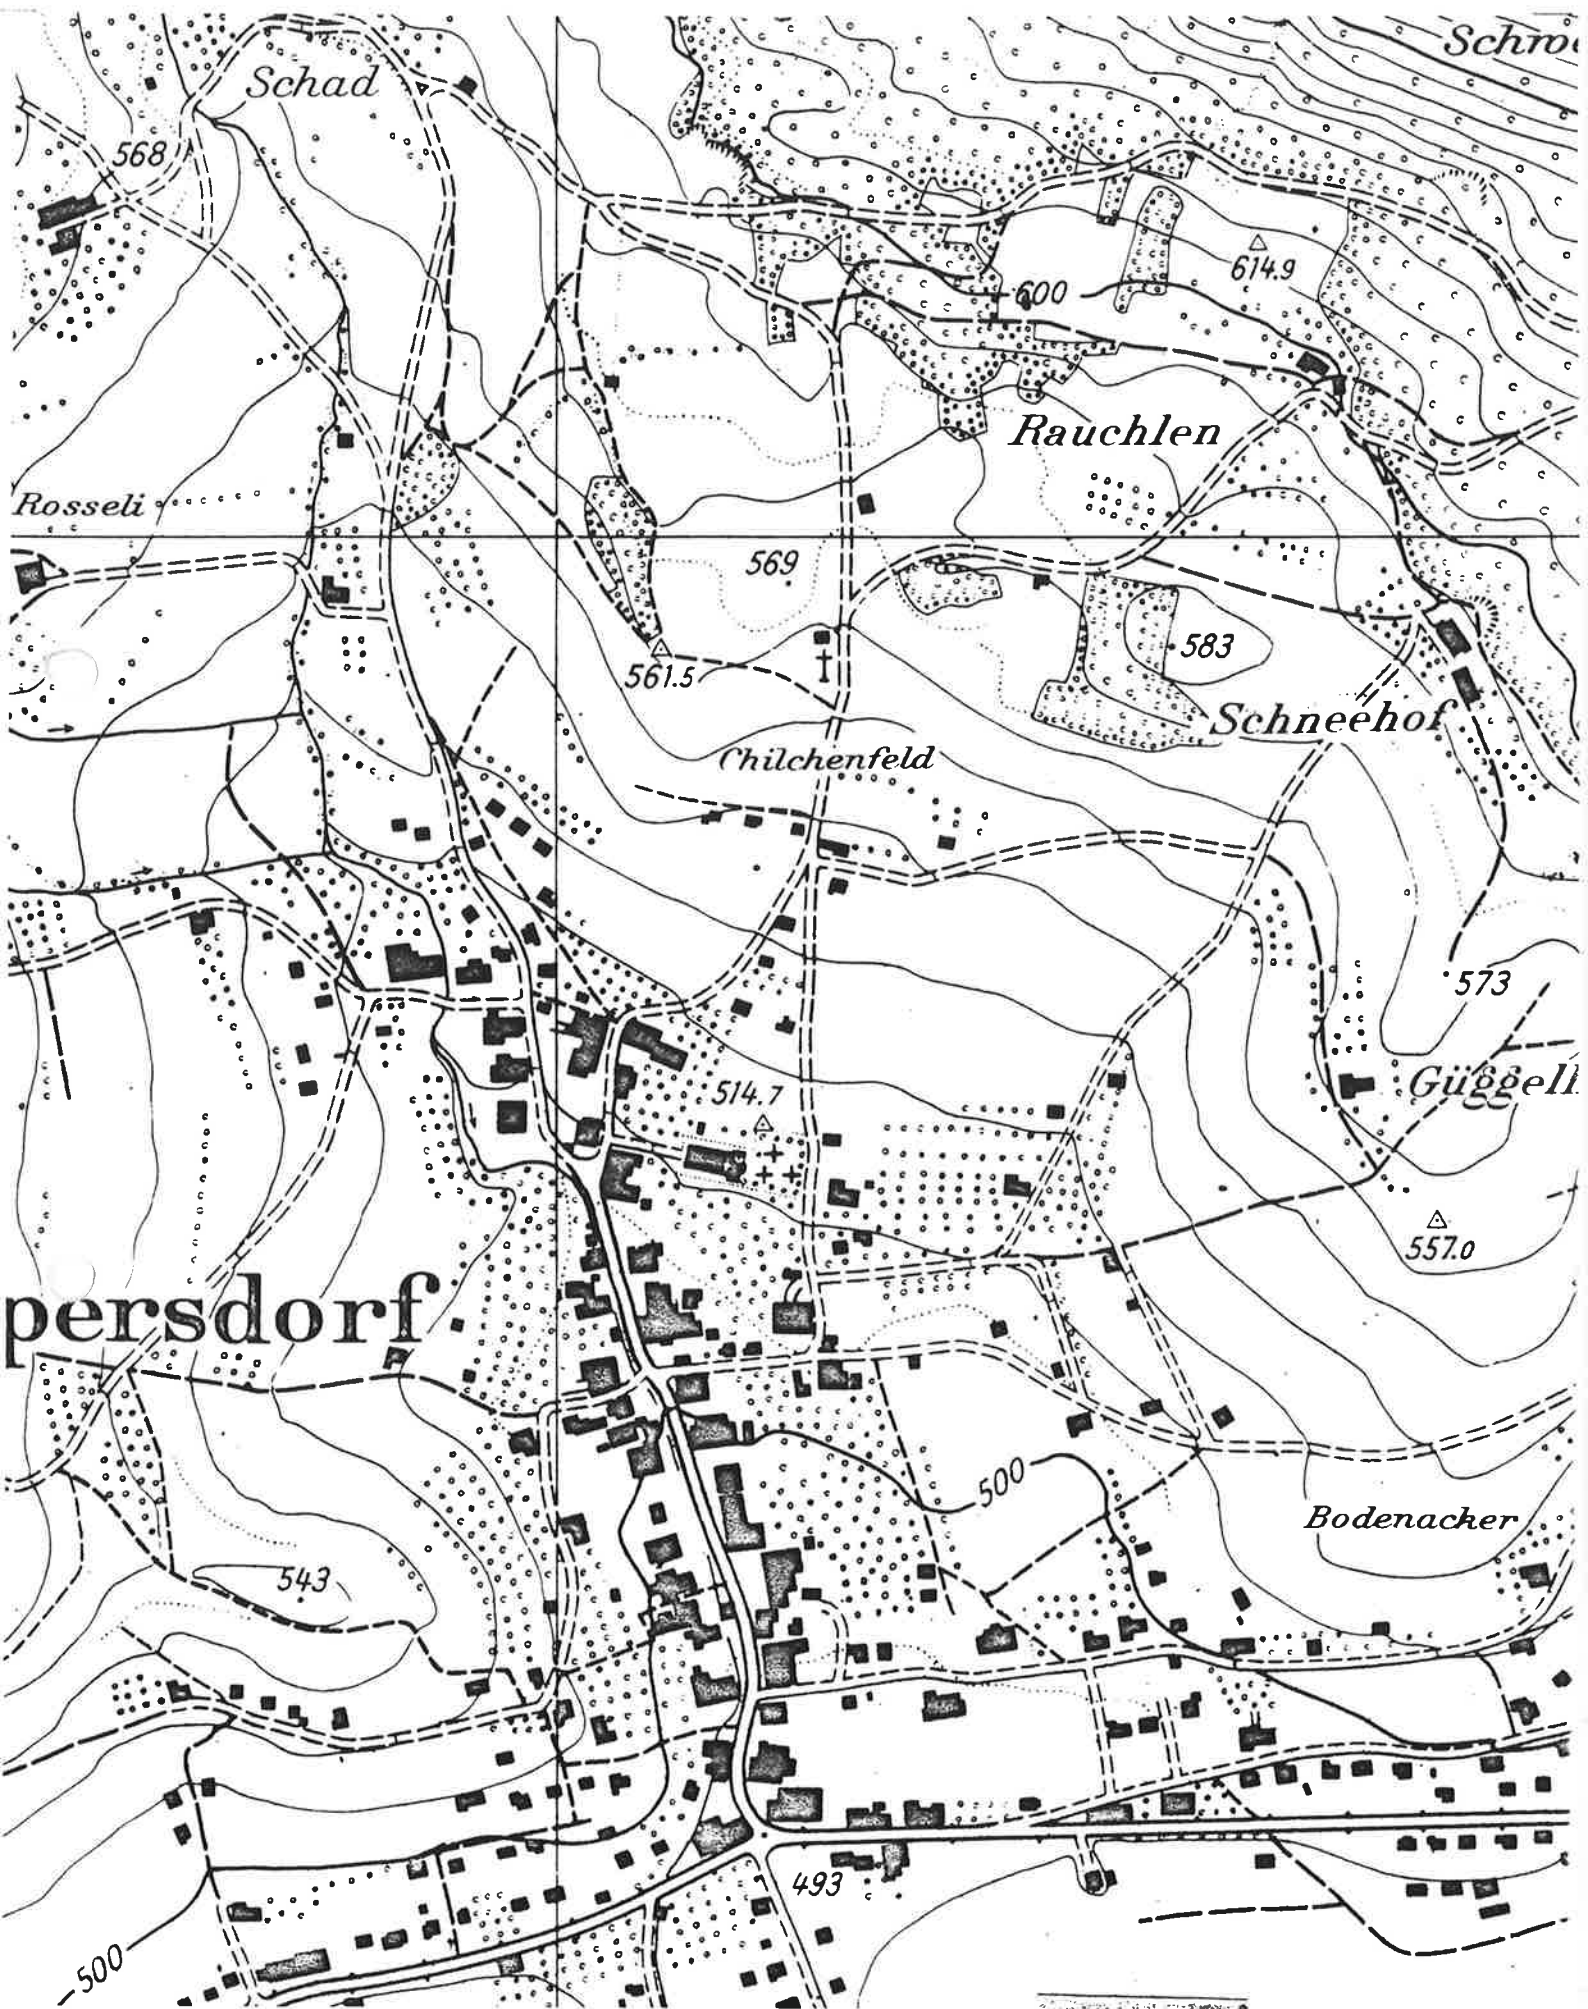 Schro
Schad
568
614.9
600
Rauchlen
Rosseli
569
583
561.5
Schneehof
Chilchenfeld
573
514.7
Güggell
557.0
persdorf
500
Bodenacker
543
493
500